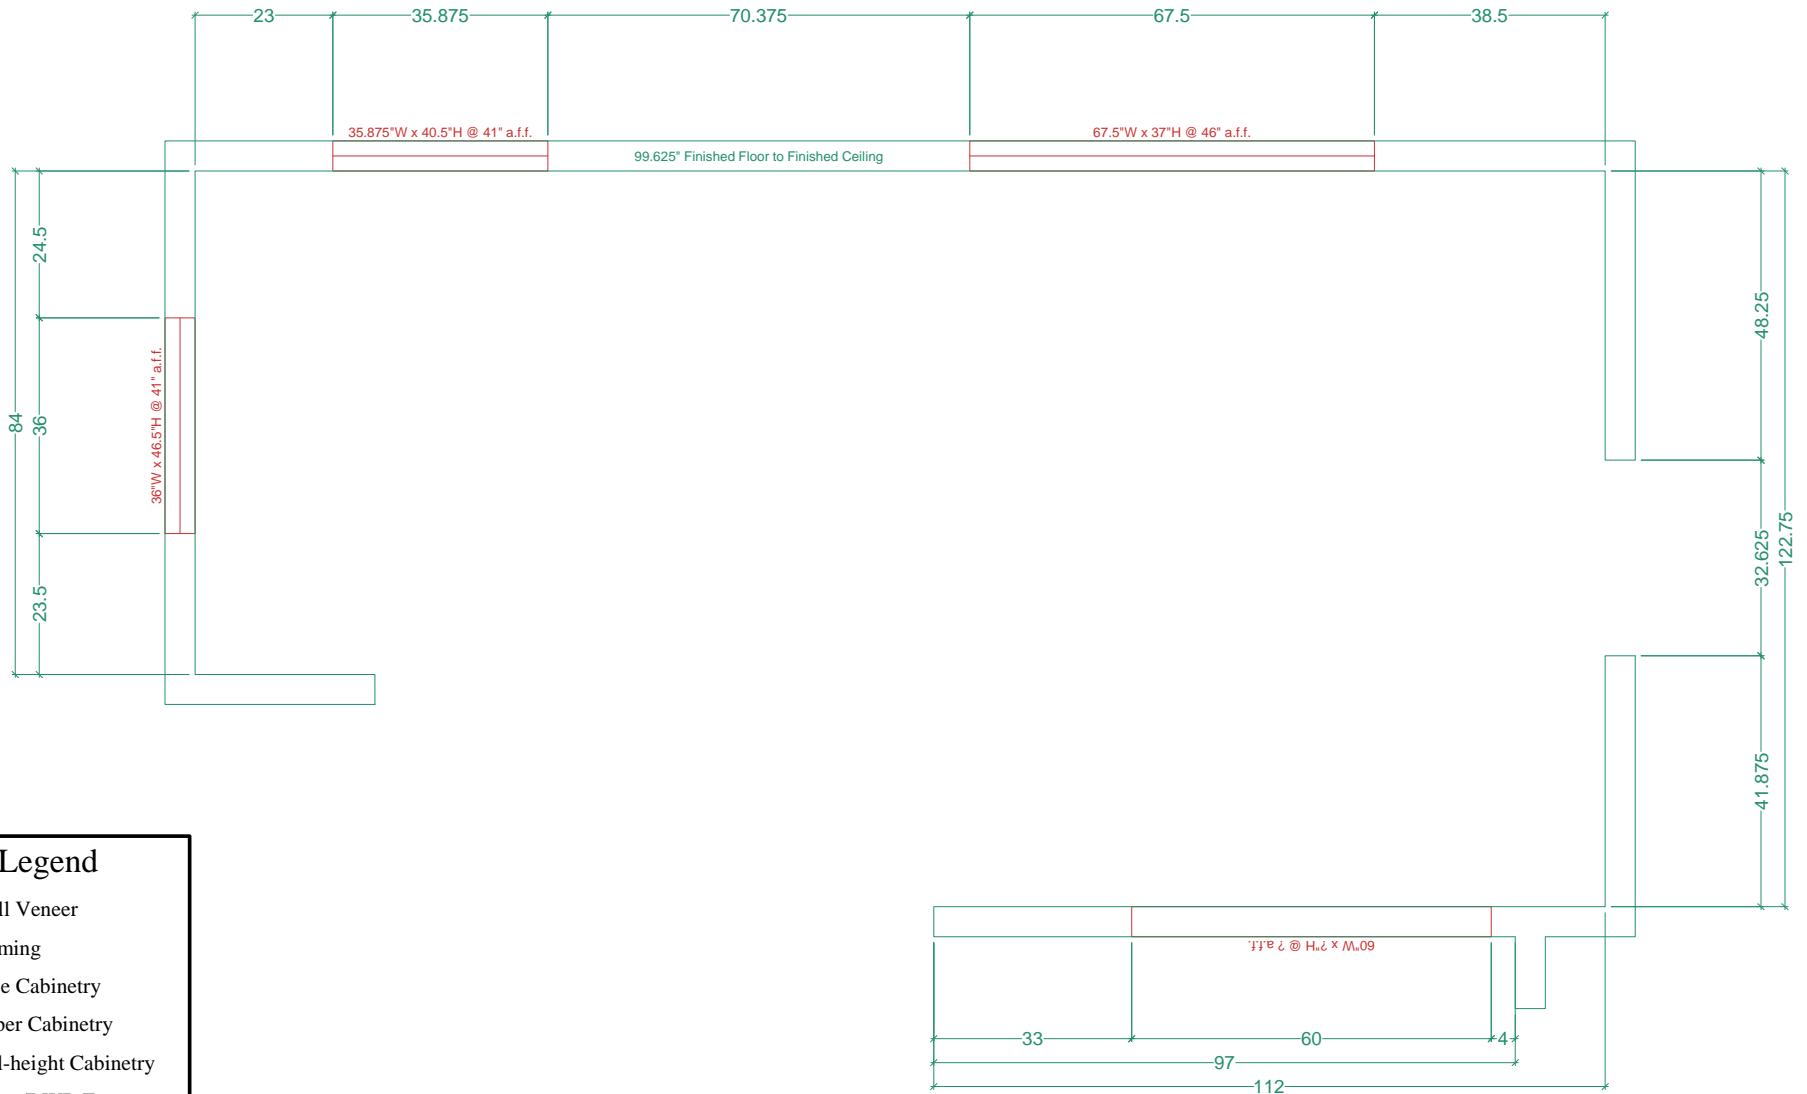 23 35.875 70.375 67.5 38.5
35.875"W x 40.5"H @ 41" a.f.f.
67.5"W x 37"H @ 46" a.f.f.
99.625" Finished Floor to Finished Ceiling
24.5
36
23.5
84
36"W x 46.5"H @ 41" a.f.f.
48.25
32.625
41.875
122.75
60"W x ?"H @ ? a.f.f.
33 60 4
97
112
Legend
ll Veneer
ming
e Cabinetry
per Cabinetry
l-height Cabinetry